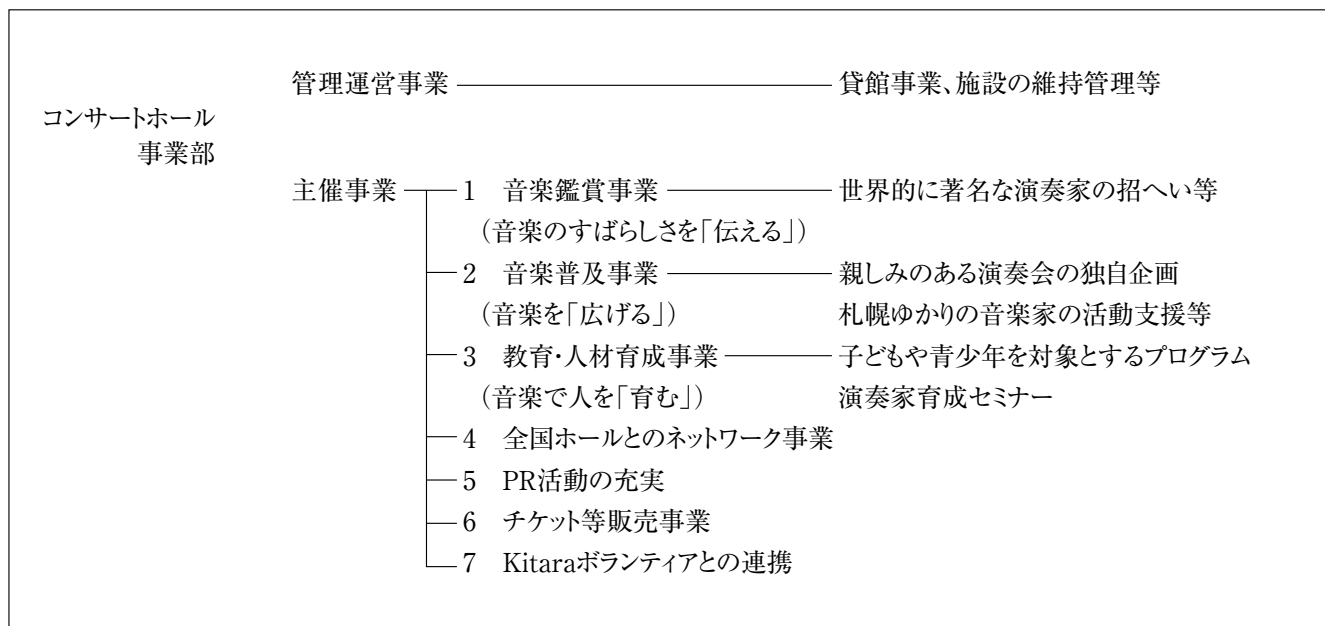 管理運営事業 貸館事業、施設の維持管理等
コンサートホール
事業部
主催事業 1 音楽鑑賞事業 世界的に著名な演奏家の招へい等
(音楽のすばらしさを「伝える」)
2 音楽普及事業 親しみのある演奏会の独自企画
(音楽を「広げる」) 札幌ゆかりの音楽家の活動支援等
3 教育・人材育成事業 子どもや青少年を対象とするプログラム
(音楽で人を「育む」) 演奏家育成セミナー
4 全国ホールとのネットワーク事業
5 PR活動の充実
6 チケット等販売事業
7 Kitaraボランティアとの連携